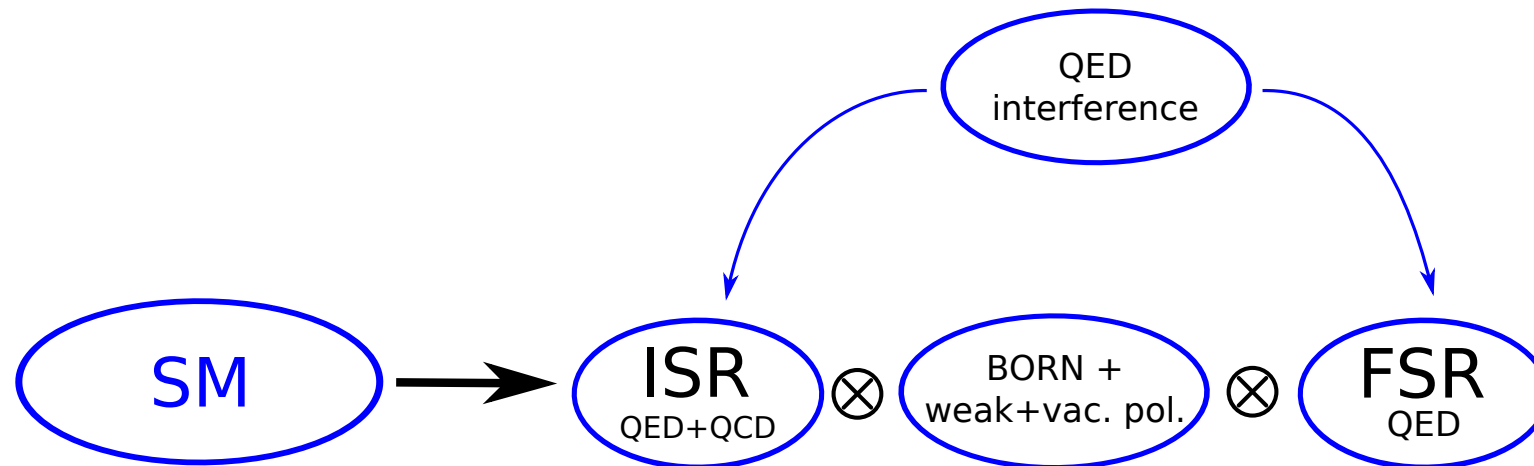 QED
interference
SM
ISR
QED+QCD
⊗
BORN +
weak+vac. pol.
⊗
FSR
QED